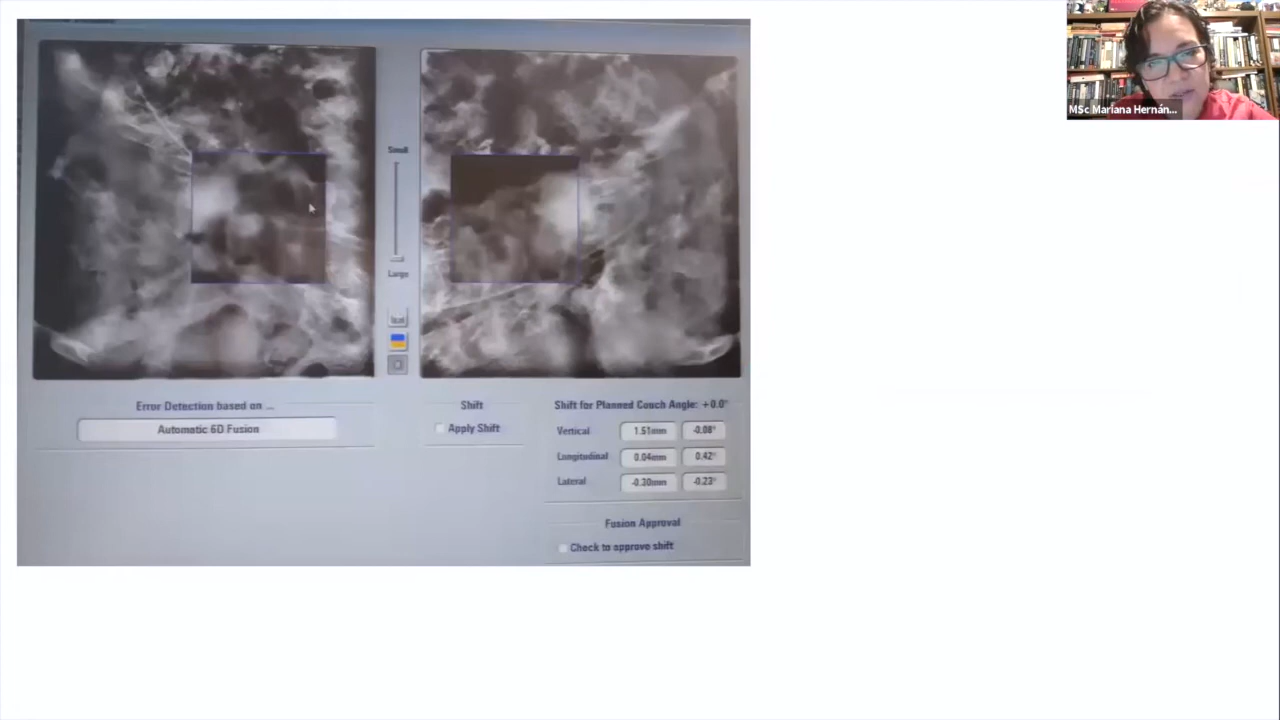 MSc Mariana Hernán...
Small
Large
Error Detection based on ...
Automatic 6D Fusion
Shift
Apply Shift
Shift for Planned Couch Angle: +0.0°
Vertical 1.51mm -0.08°
Longitudinal 0.04mm 0.42°
Lateral -0.30mm -0.23°
Fusion Approval
Check to approve shift